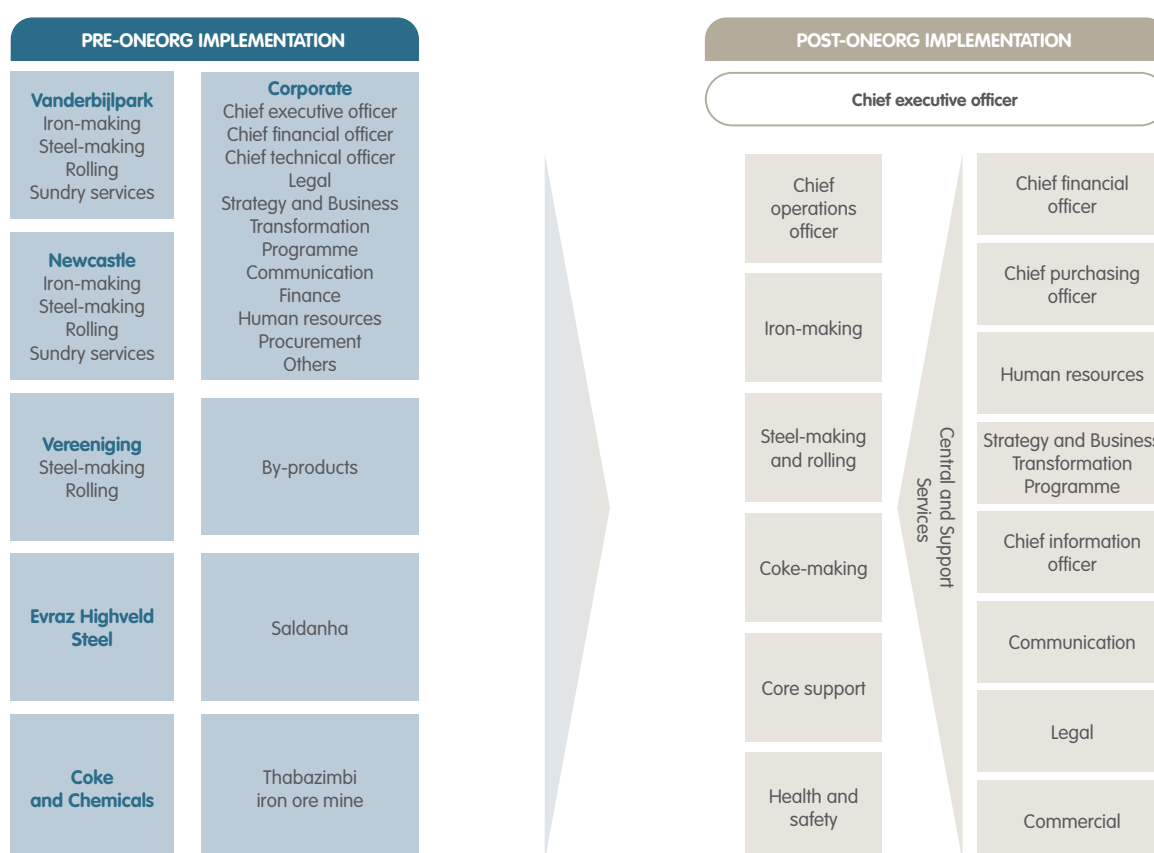 PRE-ONEORG IMPLEMENTATION
Vanderbijlpark
Iron-making
Steel-making
Rolling
Sundry services
Newcastle
Iron-making
Steel-making
Rolling
Sundry services
Vereeniging
Steel-making
Rolling
Evraz Highveld
Steel
Coke
and Chemicals
Corporate
Chief executive officer
Chief financial officer
Chief technical officer
Legal
Strategy and Business
Transformation
Programme
Communication
Finance
Human resources
Procurement
Others
By-products
Saldanha
Thabazimbi
iron ore mine
POST-ONEORG IMPLEMENTATION
Chief executive officer
Chief
operations
officer
Iron-making
Steel-making
and rolling
Coke-making
Core support
Health and
safety
Central and Support
Services
Chief financial
officer
Chief purchasing
officer
Human resources
Strategy and Business
Transformation
Programme
Chief information
officer
Communication
Legal
Commercial